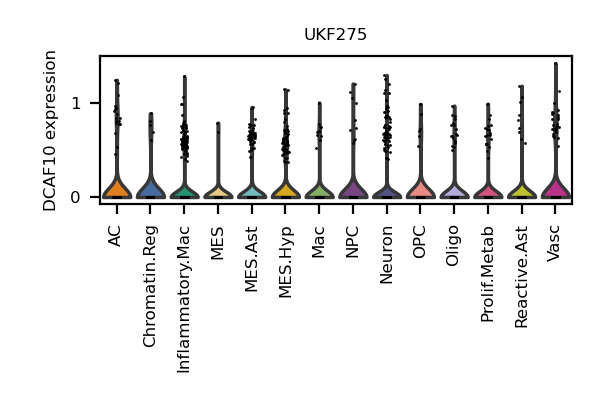 UKF275
DCAF10 expression
1
0
AC
Chromatin.Reg
Inflammatory.Mac
MES
MES.Ast
MES.Hyp
Mac
NPC
Neuron
OPC
Oligo
Prolif.Metab
Reactive.Ast
Vasc